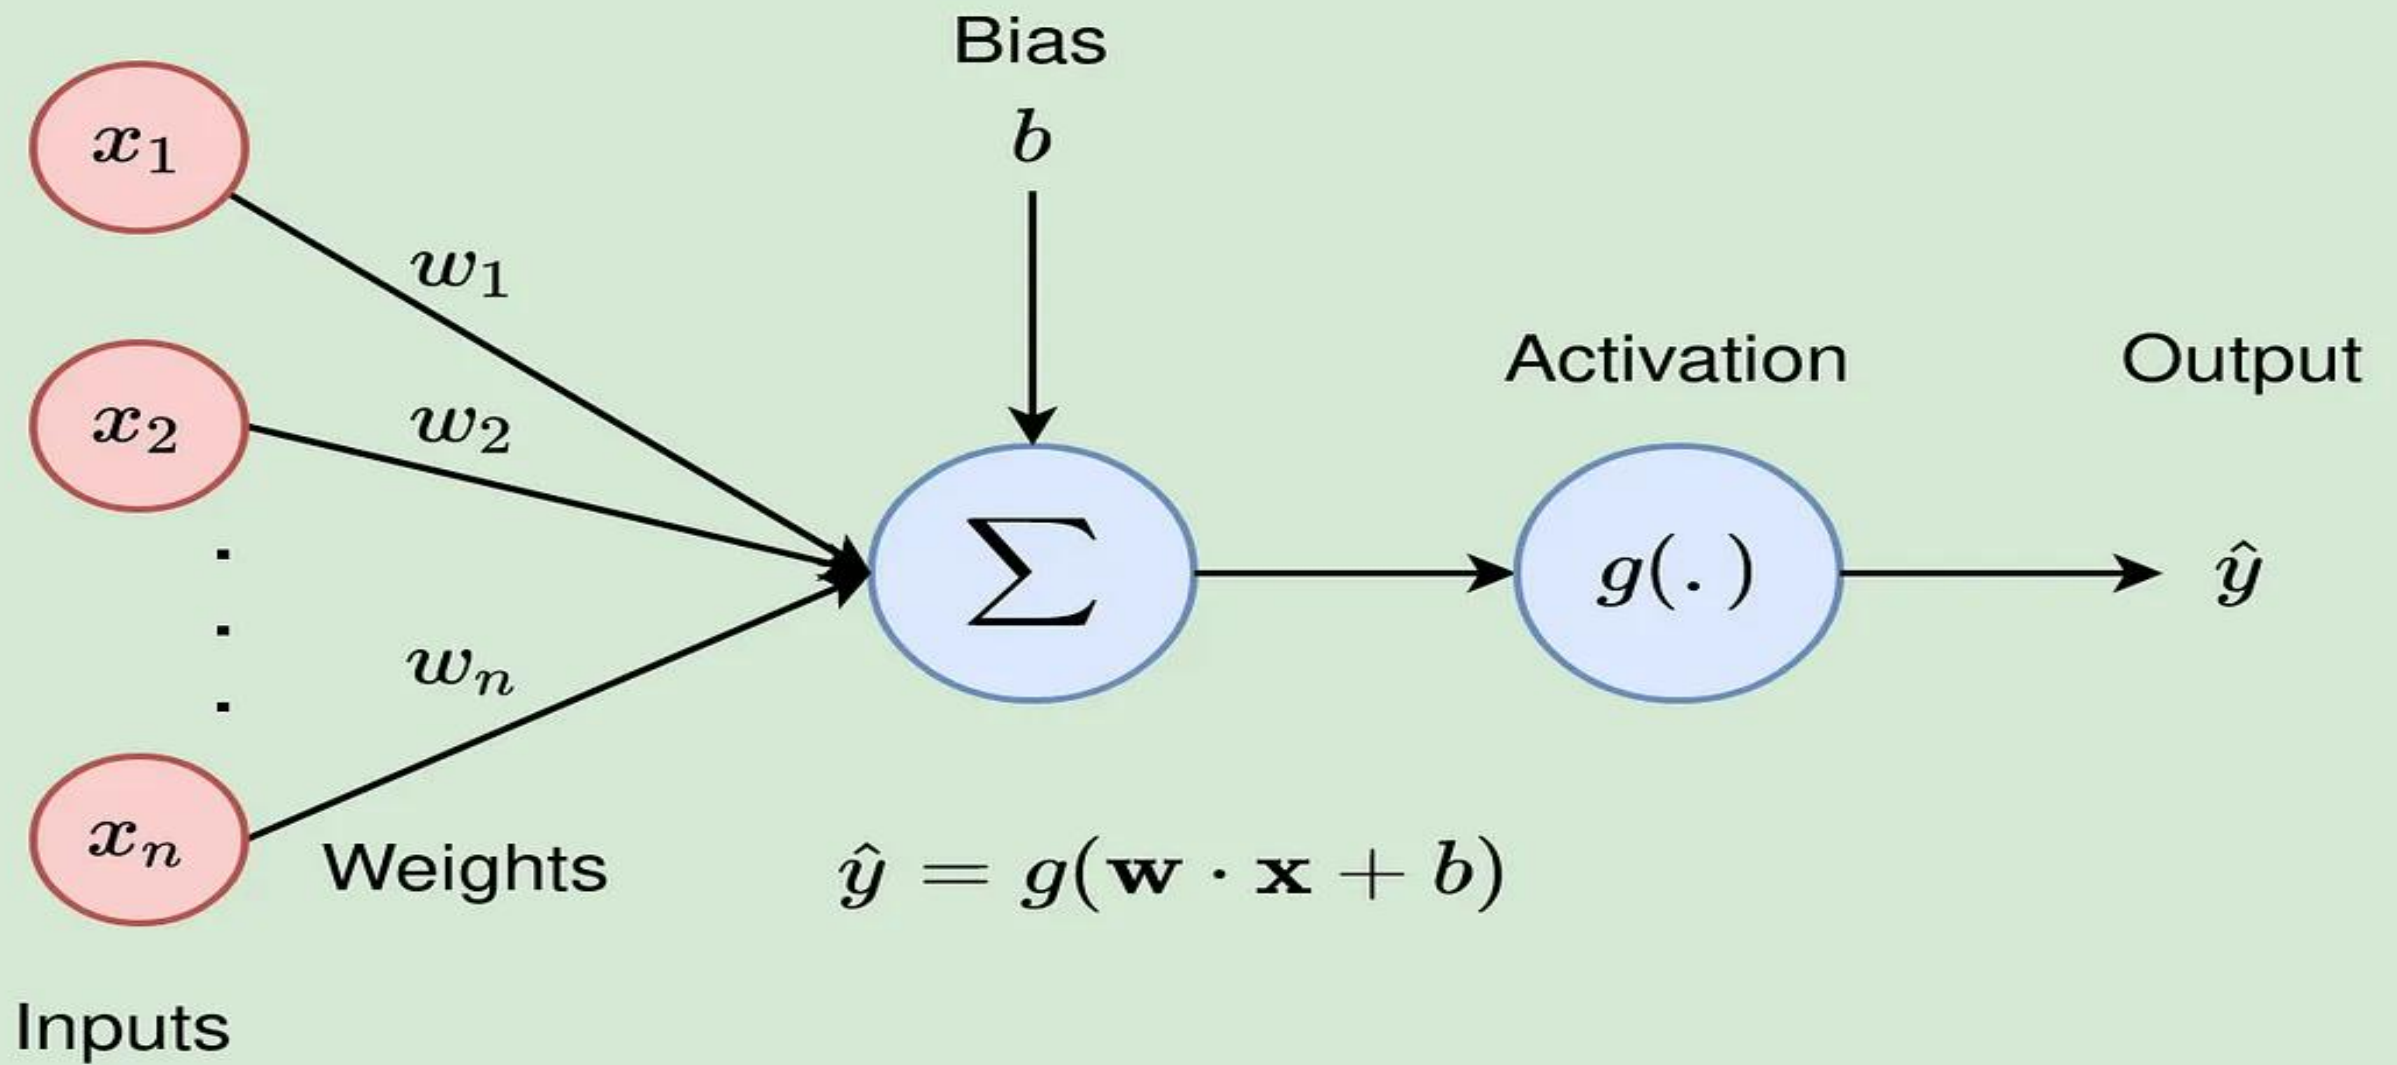 Bias
b
x₁
w₁
x₂
w₂
Activation
Output
∑
g(.)
ŷ
.
.
.
wₙ
xₙ
Weights
ŷ = g(w · x + b)
Inputs